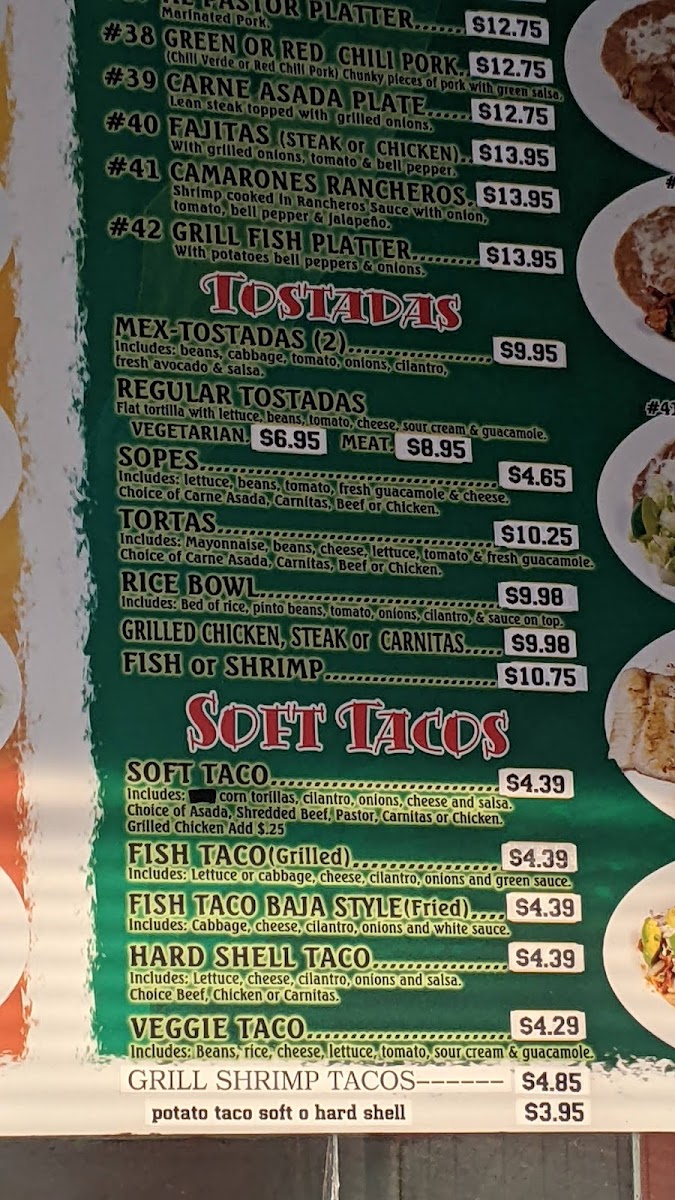 PASTOR PLATTER...... $12.75
Marinated Pork.
#38 GREEN OR RED CHILI PORK.. $12.75
(Chili Verde or Red Chili Pork) Chunky pieces of pork with green salsa.
#39 CARNE ASADA PLATE...... $12.75
Lean steak topped with grilled onions.
#40 FAJITAS (STEAK or CHICKEN).. $13.95
With grilled onions, tomato & bell pepper.
#41 CAMARONES RANCHEROS. $13.95
Shrimp cooked in Rancheros Sauce with onion,
tomato, bell pepper & Jalapeño.
#42 GRILL FISH PLATTER......... $13.95
With potatoes bell peppers & onions.
TOSTADAS
MEX-TOSTADAS (2)..................... $9.95
Includes: beans, cabbage, tomato, onions, cilantro,
fresh avocado & salsa.
REGULAR TOSTADAS
Flat tortilla with lettuce, beans, tomato, cheese, sour cream & guacamole.
VEGETARIAN. $6.95 MEAT. $8.95
#41
SOPES............................................ $4.65
Includes: lettuce, beans, tomato, fresh guacamole & cheese.
Choice of Carne Asada, Carnitas, Beef or Chicken.
TORTAS......................................... $10.25
Includes: Mayonnaise, beans, cheese, lettuce, tomato & fresh guacamole.
Choice of Carne Asada, Carnitas, Beef or Chicken.
RICE BOWL................................... $9.98
Includes: Bed of rice, pinto beans, tomato, onions, cilantro, & sauce on top.
GRILLED CHICKEN, STEAK or CARNITAS..... $9.98
FISH or SHRIMP......................... $10.75
SOFT TACOS
SOFT TACO.................................. $4.39
Includes: corn torillas, cilantro, onions, cheese and salsa.
Choice of Asada, Shredded Beef, Pastor, Carnitas or Chicken.
Grilled Chicken Add $.25
FISH TACO(Grilled)..................... $4.39
Includes: Lettuce or cabbage, cheese, cilantro, onions and green sauce.
FISH TACO BAJA STYLE(Fried).... $4.39
Includes: Cabbage, cheese, cilantro, onions and white sauce.
HARD SHELL TACO.................... $4.39
Includes: Lettuce, cheese, cilantro, onions and salsa.
Choice Beef, Chicken or Carnitas.
VEGGIE TACO.............................. $4.29
Includes: Beans, rice, cheese, lettuce, tomato, sour cream & guacamole.
GRILL SHRIMP TACOS------ $4.85
potato taco soft o hard shell $3.95